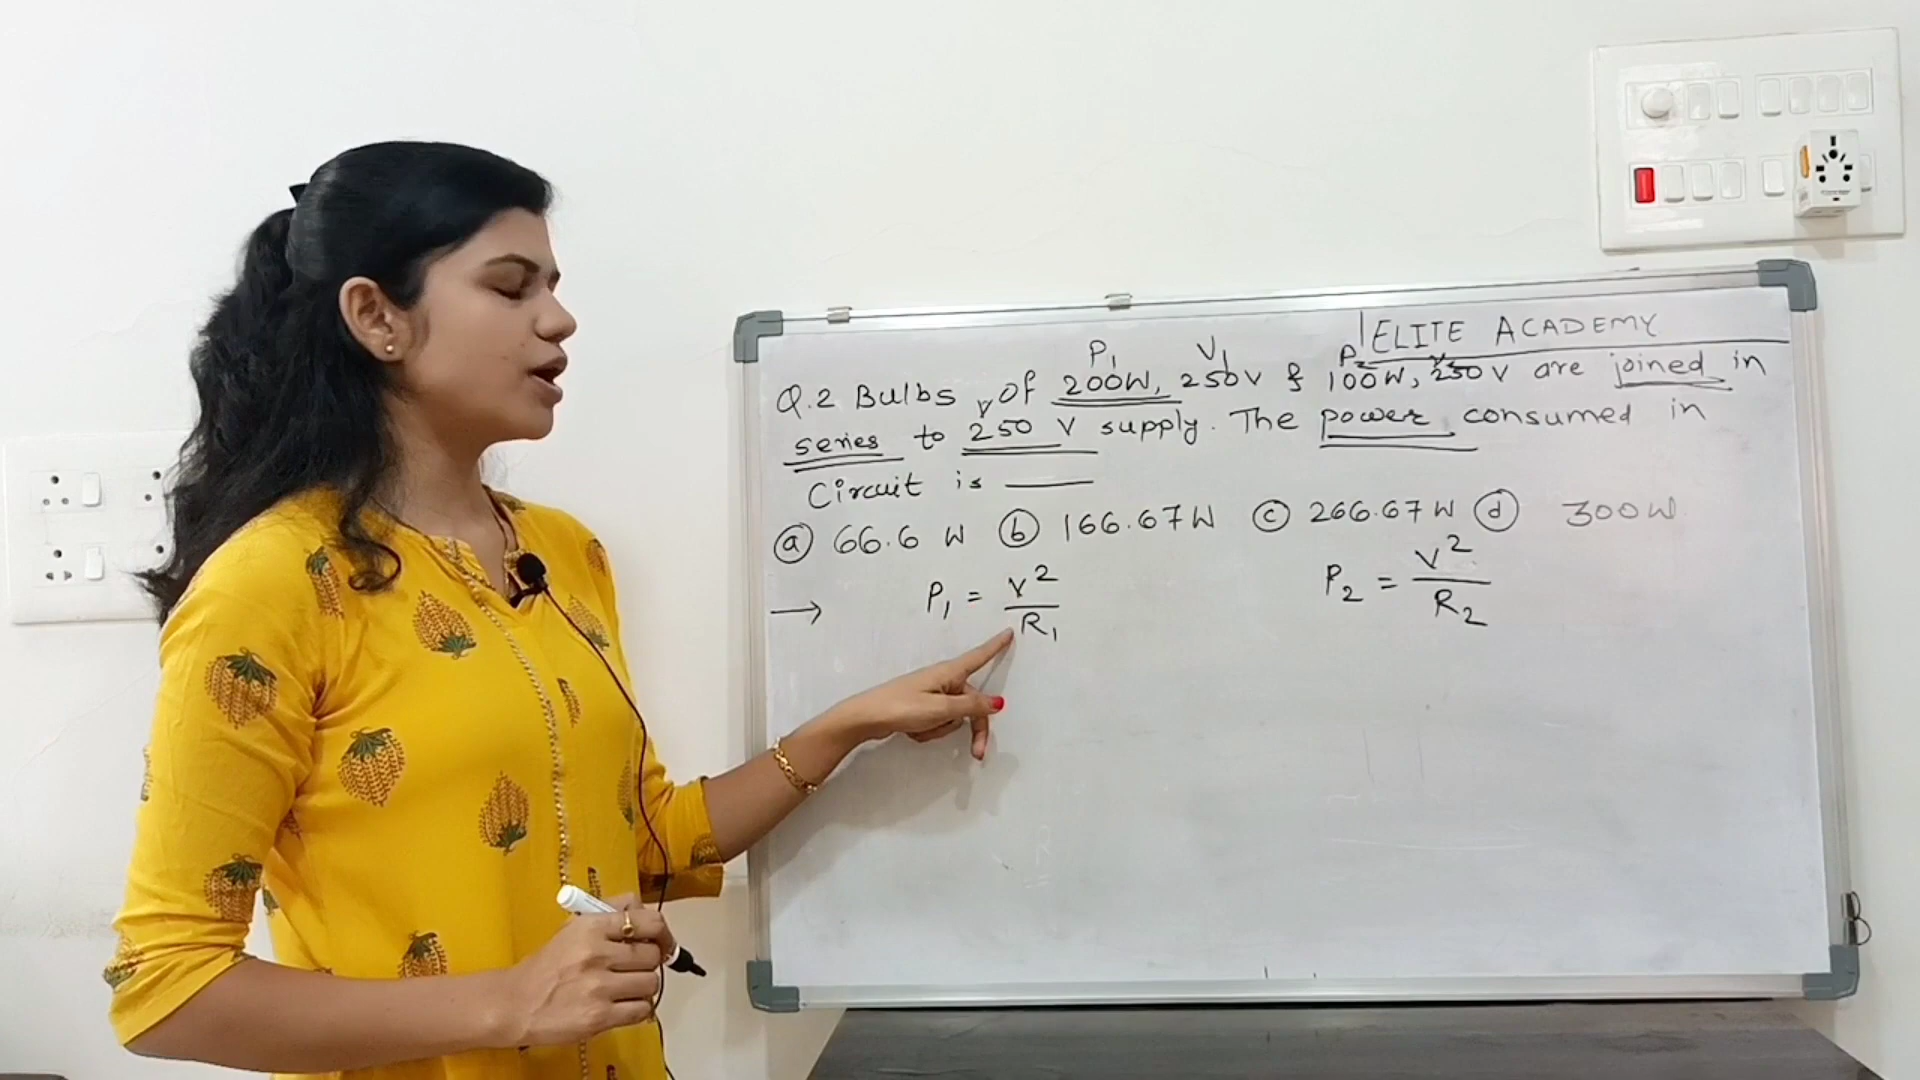 ELITE ACADEMY
P1 V1 P2 V
Q.2 Bulbs of 200W, 250V & 100W, 250V are joined in
V
series to 250 V supply. The power consumed in
Circuit is ____
(a) 66.6 W (b) 166.67W (c) 266.67W (d) 300W
→ P₁ = V²/R₁ P₂ = V²/R₂